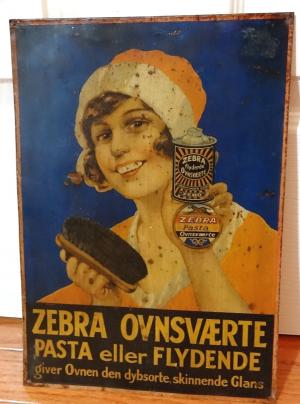 ZEBRA
Flydende
OVNSVÆRTE
ZEBRA
Pasta
Ovnsværte
ZEBRA OVNSVÆRTE
PASTA eller FLYDENDE
giver Ovnen den dybsorte, skinnende Glans